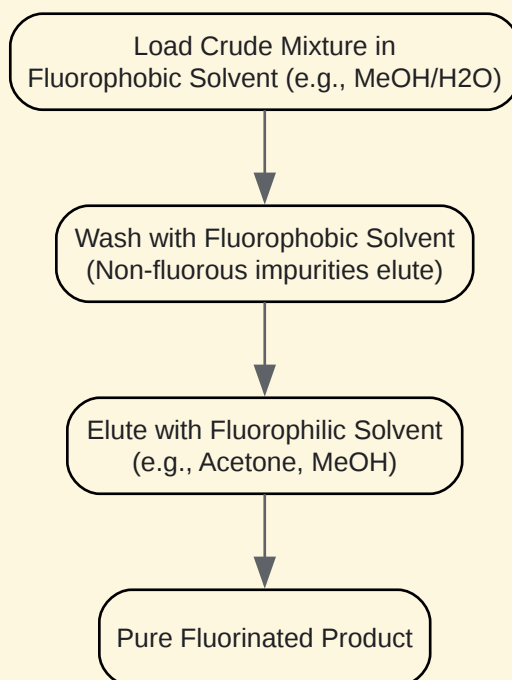 Load Crude Mixture in
Fluorophobic Solvent (e.g., MeOH/H2O)
Wash with Fluorophobic Solvent
(Non-fluorous impurities elute)
Elute with Fluorophilic Solvent
(e.g., Acetone, MeOH)
Pure Fluorinated Product